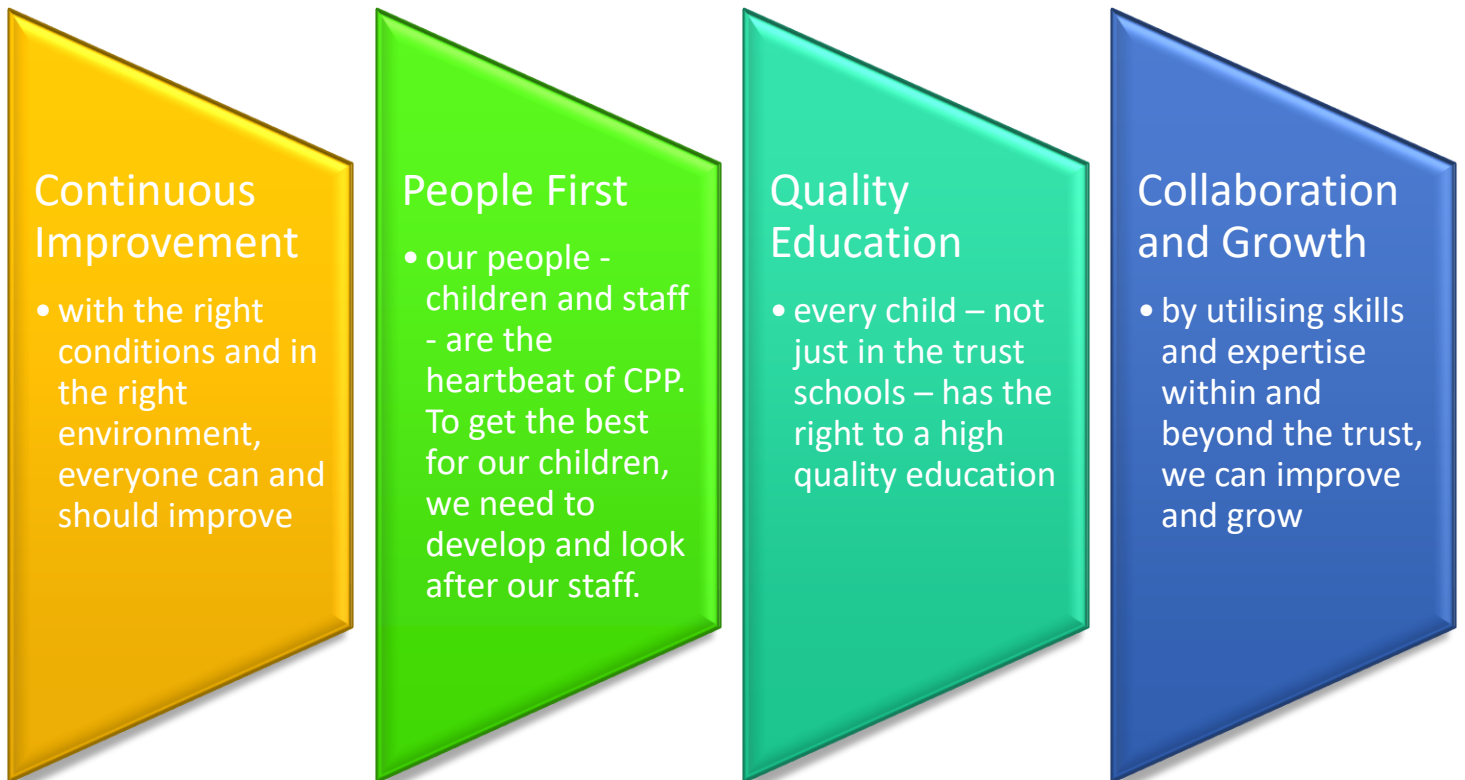 Continuous
Improvement
• with the right
conditions and in
the right
environment,
everyone can and
should improve
People First
• our people -
children and staff
- are the
heartbeat of CPP.
To get the best
for our children,
we need to
develop and look
after our staff.
Quality
Education
• every child – not
just in the trust
schools – has the
right to a high
quality education
Collaboration
and Growth
• by utilising skills
and expertise
within and
beyond the trust,
we can improve
and grow